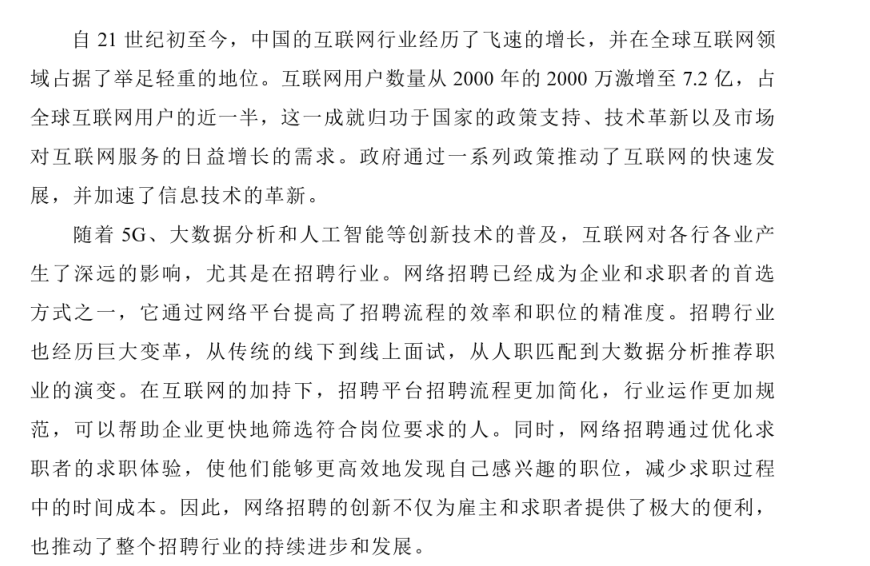 自 21 世纪初至今，中国的互联网行业经历了飞速的增长，并在全球互联网领
域占据了举足轻重的地位。互联网用户数量从 2000 年的 2000 万激增至 7.2 亿，占
全球互联网用户的近一半，这一成就归功于国家的政策支持、技术革新以及市场
对互联网服务的日益增长的需求。政府通过一系列政策推动了互联网的快速发
展，并加速了信息技术的革新。
随着 5G、大数据分析和人工智能等创新技术的普及，互联网对各行各业产
生了深远的影响，尤其是在招聘行业。网络招聘已经成为企业和求职者的首选
方式之一，它通过网络平台提高了招聘流程的效率和职位的精准度。招聘行业
也经历巨大变革，从传统的线下到线上面试，从人职匹配到大数据分析推荐职
业的演变。在互联网的加持下，招聘平台招聘流程更加简化，行业运作更加规
范，可以帮助企业更快地筛选符合岗位要求的人。同时，网络招聘通过优化求
职者的求职体验，使他们能够更高效地发现自己感兴趣的职位，减少求职过程
中的时间成本。因此，网络招聘的创新不仅为雇主和求职者提供了极大的便利，
也推动了整个招聘行业的持续进步和发展。